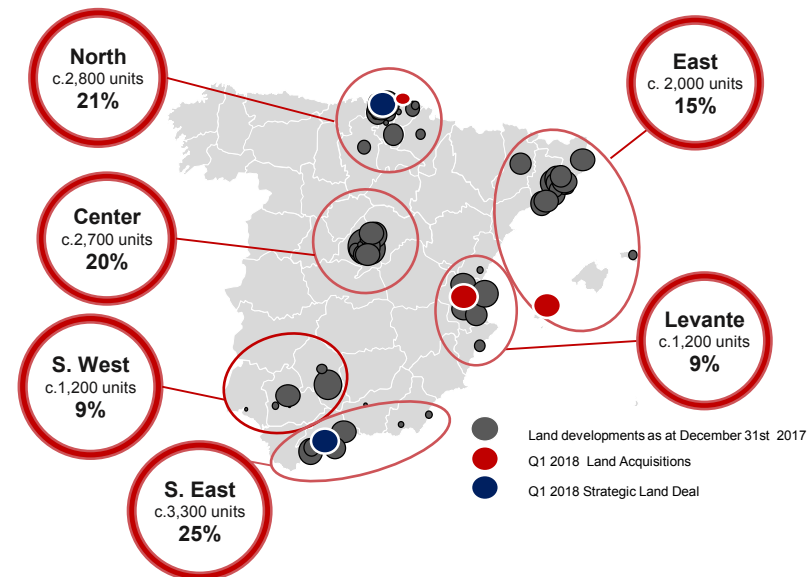 North
c.2,800 units
21%
East
c. 2,000 units
15%
Center
c.2,700 units
20%
Levante
c.1,200 units
9%
S. West
c.1,200 units
9%
S. East
c.3,300 units
25%
Land developments as at December 31st 2017
Q1 2018 Land Acquisitions
Q1 2018 Strategic Land Deal